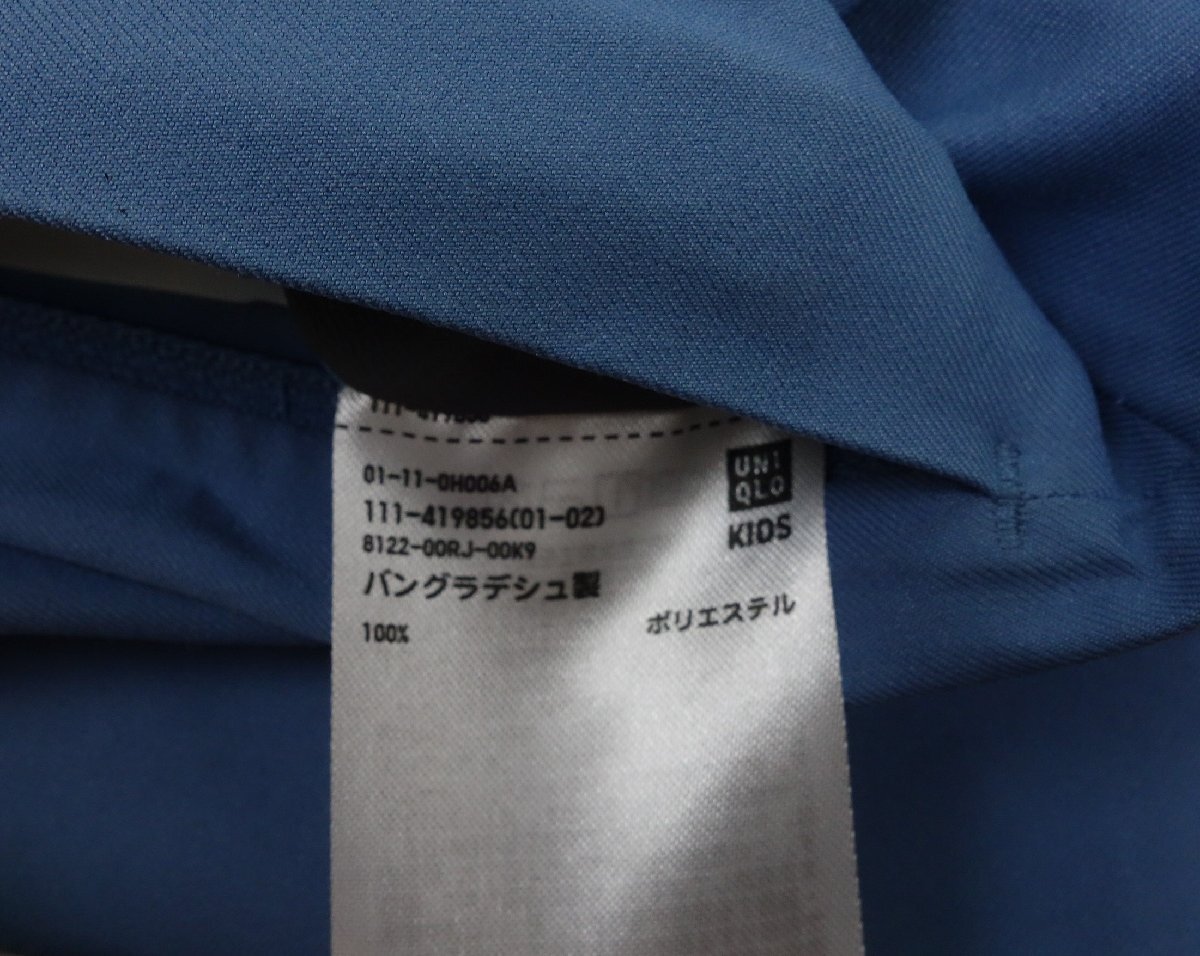 01-11-0H006A
111-419856(01-02)
8122-00RJ-00K9
バングラデシュ製
100% ポリエステル
UNI
QLO
KIDS